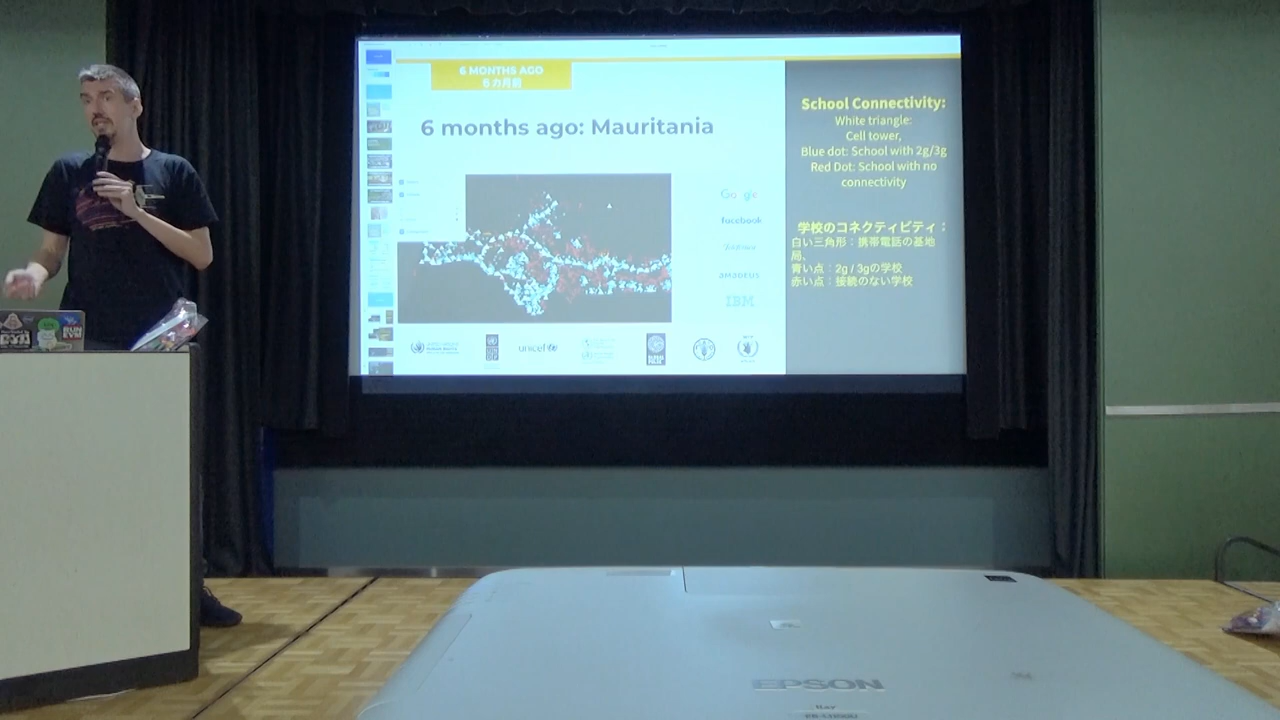 6 MONTHS AGO
6 カ月前
6 months ago: Mauritania
Google
facebook
amadeus
IBM
unicef
School Connectivity:
White triangle:
Cell tower,
Blue dot: School with 2g/3g
Red Dot: School with no
connectivity
学校のコネクティビティ：
白い三角形：携帯電話の基地
局、
青い点：2g / 3gの学校
赤い点：接続のない学校
RUN
EPSON